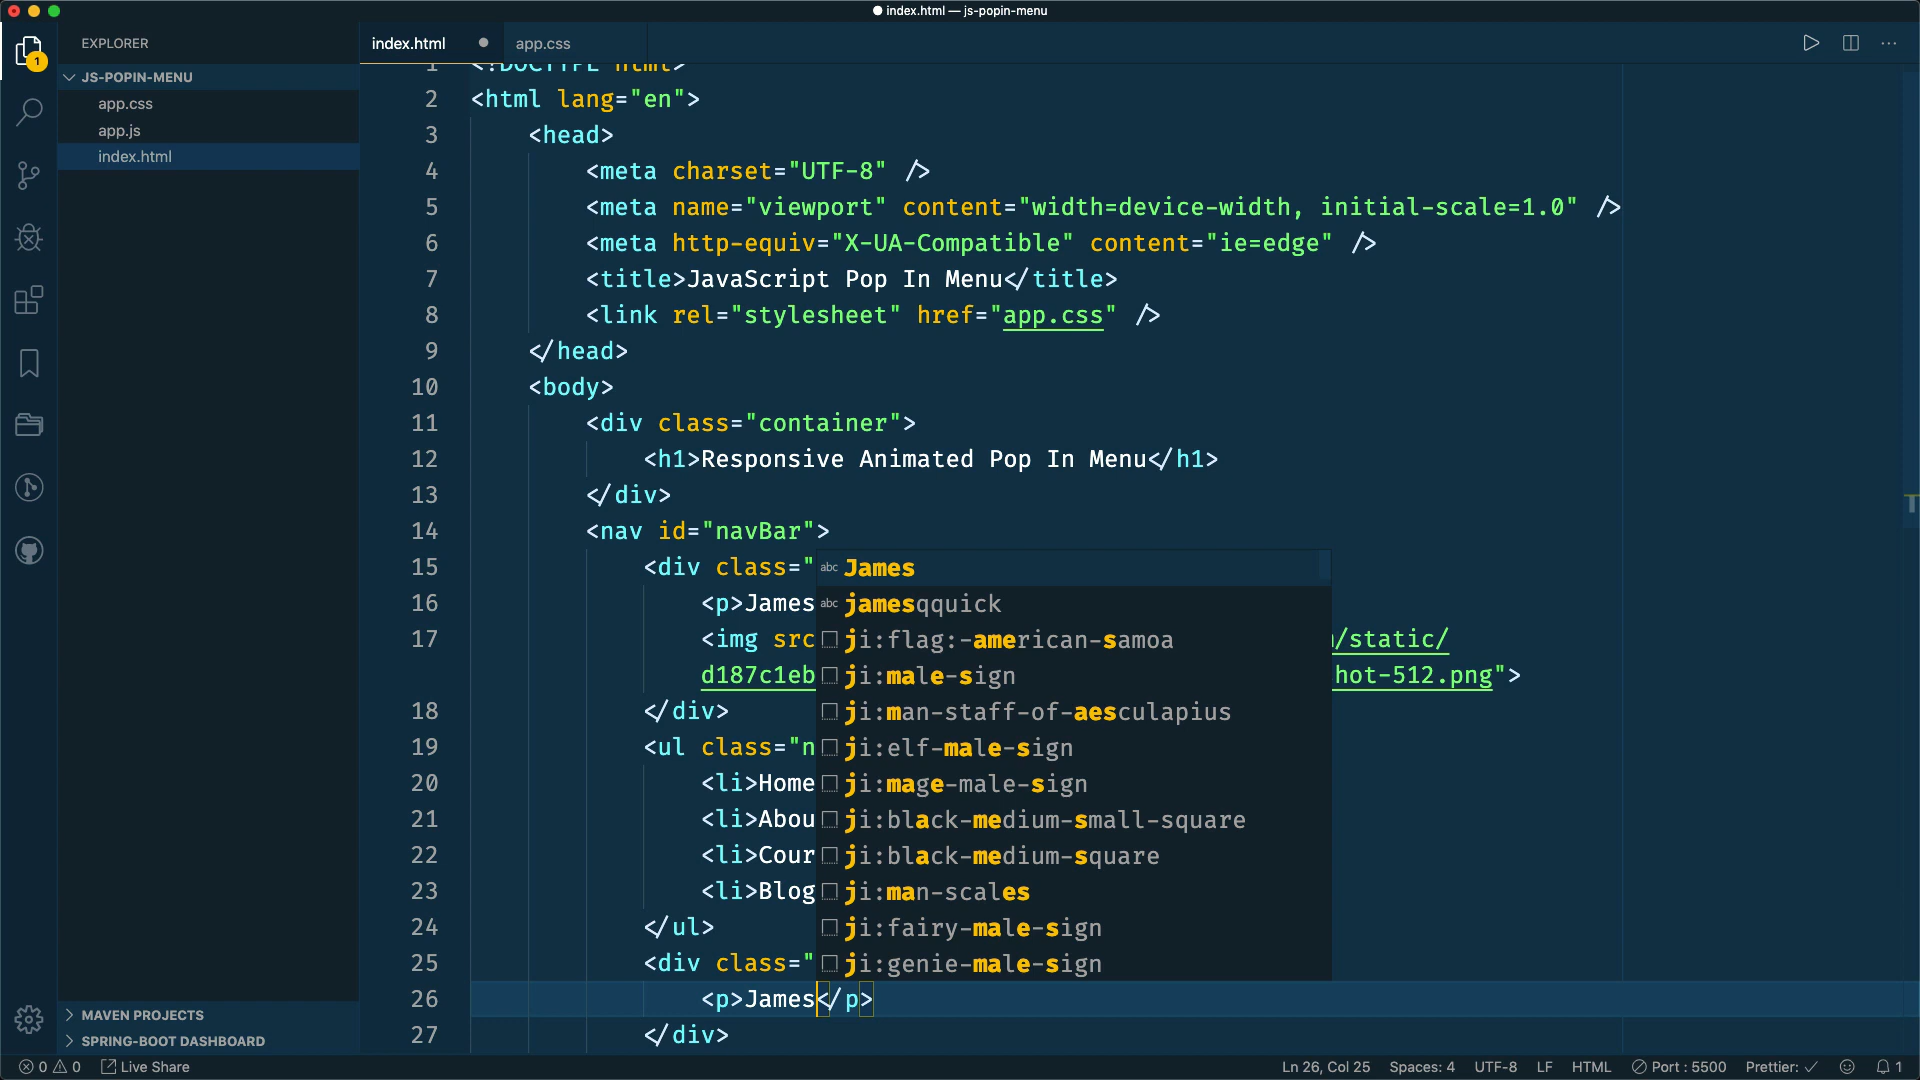 index.html — js-popin-menu
EXPLORER
index.html
app.css
1
JS-POPIN-MENU
app.css
app.js
index.html
1 <!DOCTYPE html>
2 <html lang="en">
3 <head>
4 <meta charset="UTF-8" />
5 <meta name="viewport" content="width=device-width, initial-scale=1.0" />
6 <meta http-equiv="X-UA-Compatible" content="ie=edge" />
7 <title>JavaScript Pop In Menu</title>
8 <link rel="stylesheet" href="app.css" />
9 </head>
10 <body>
11 <div class="container">
12 <h1>Responsive Animated Pop In Menu</h1>
13 </div>
14 <nav id="navBar">
15 <div class="
16 <p>James
17 <img src /static/
d187c1eb hot-512.png">
18 </div>
19 <ul class="n
20 <li>Home
21 <li>Abou
22 <li>Cour
23 <li>Blog
24 </ul>
25 <div class="
26 <p>James</p>
27 </div>
abc James
abc jamesqquick
ji:flag:-american-samoa
ji:male-sign
ji:man-staff-of-aesculapius
ji:elf-male-sign
ji:mage-male-sign
ji:black-medium-small-square
ji:black-medium-square
ji:man-scales
ji:fairy-male-sign
ji:genie-male-sign
MAVEN PROJECTS
SPRING-BOOT DASHBOARD
0 0 Live Share Ln 26, Col 25 Spaces: 4 UTF-8 LF HTML Port : 5500 Prettier: ✓ 1